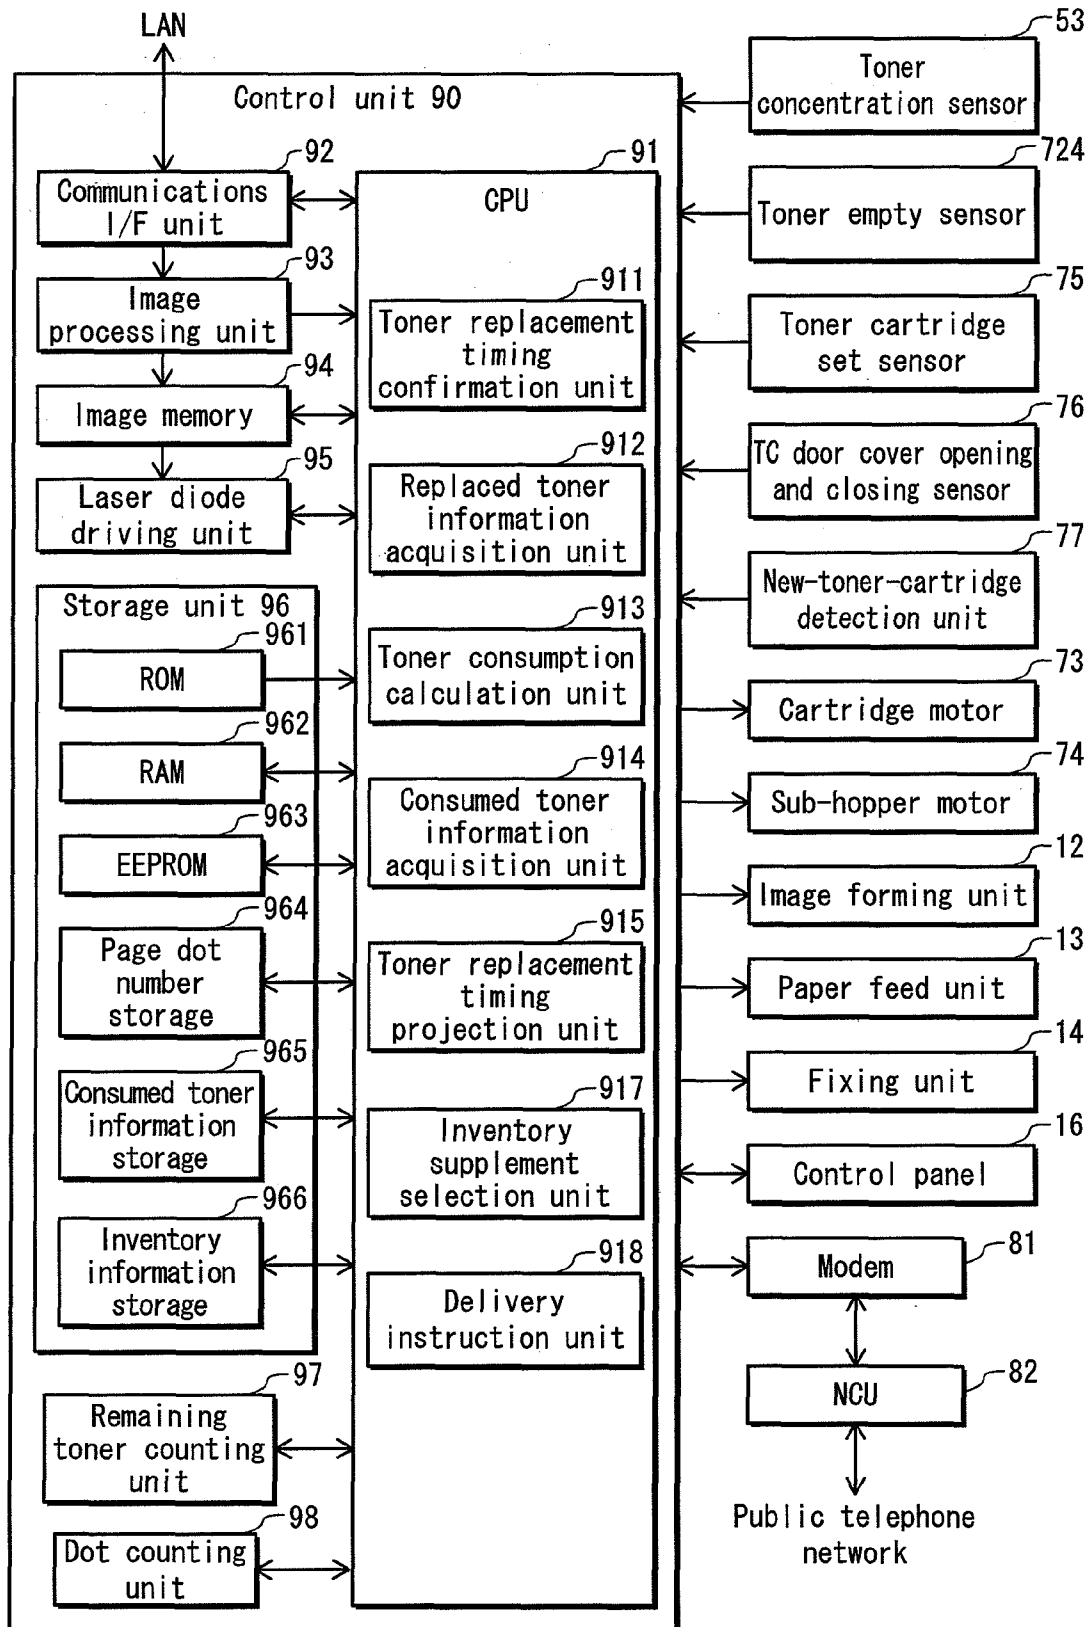 LAN
Control unit 90
92
Communications
I/F unit
93
Image
processing unit
94
Image memory
95
Laser diode
driving unit
Storage unit 96
961
ROM
962
RAM
963
EEPROM
964
Page dot
number
storage
965
Consumed toner
information
storage
966
Inventory
information
storage
97
Remaining
toner counting
unit
98
Dot counting
unit
91
CPU
911
Toner replacement
timing
confirmation unit
912
Replaced toner
information
acquisition unit
913
Toner consumption
calculation unit
914
Consumed toner
information
acquisition unit
915
Toner replacement
timing
projection unit
917
Inventory
supplement
selection unit
918
Delivery
instruction unit
53
Toner
concentration sensor
724
Toner empty sensor
75
Toner cartridge
set sensor
76
TC door cover opening
and closing sensor
77
New-toner-cartridge
detection unit
73
Cartridge motor
74
Sub-hopper motor
12
Image forming unit
13
Paper feed unit
14
Fixing unit
16
Control panel
81
Modem
82
NCU
Public telephone
network